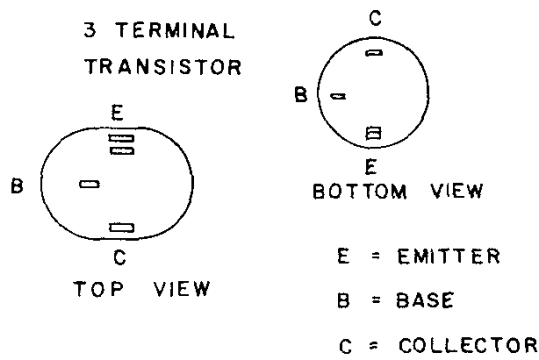 3 TERMINAL
TRANSISTOR
E
B
C
TOP VIEW
C
B
E
BOTTOM VIEW
E = EMITTER
B = BASE
C = COLLECTOR